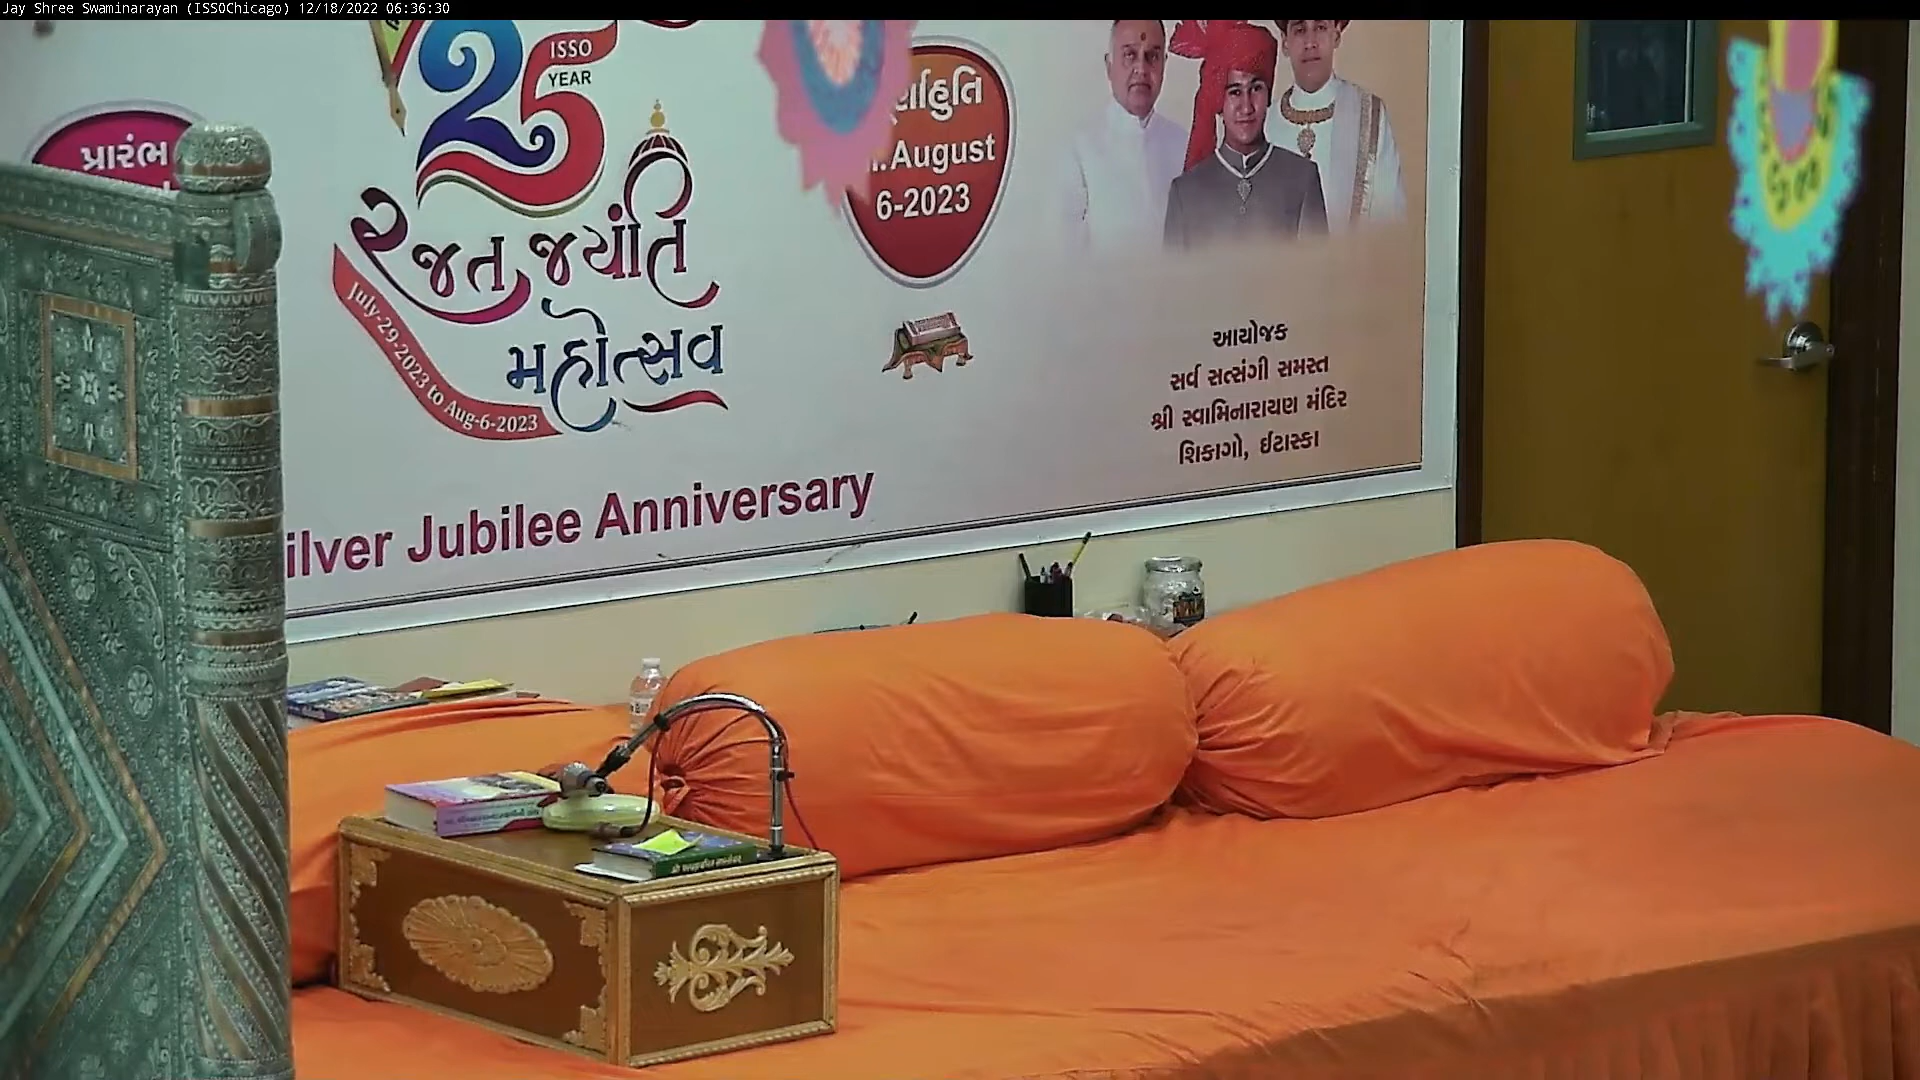 Jay Shree Swaminarayan (ISSOChicago) 12/18/2022 06:36:30
25
ISSO
YEAR
પ્રારંભ
રજત જયંતિ
મહોત્સવ
July-29-2023 to Aug-6-2023
August
6-2023
આયોજક
સર્વ સત્સંગી સમસ્ત
શ્રી સ્વામિનારાયણ મંદિર
શિકાગો, ઈટાસ્કા
ilver Jubilee Anniversary